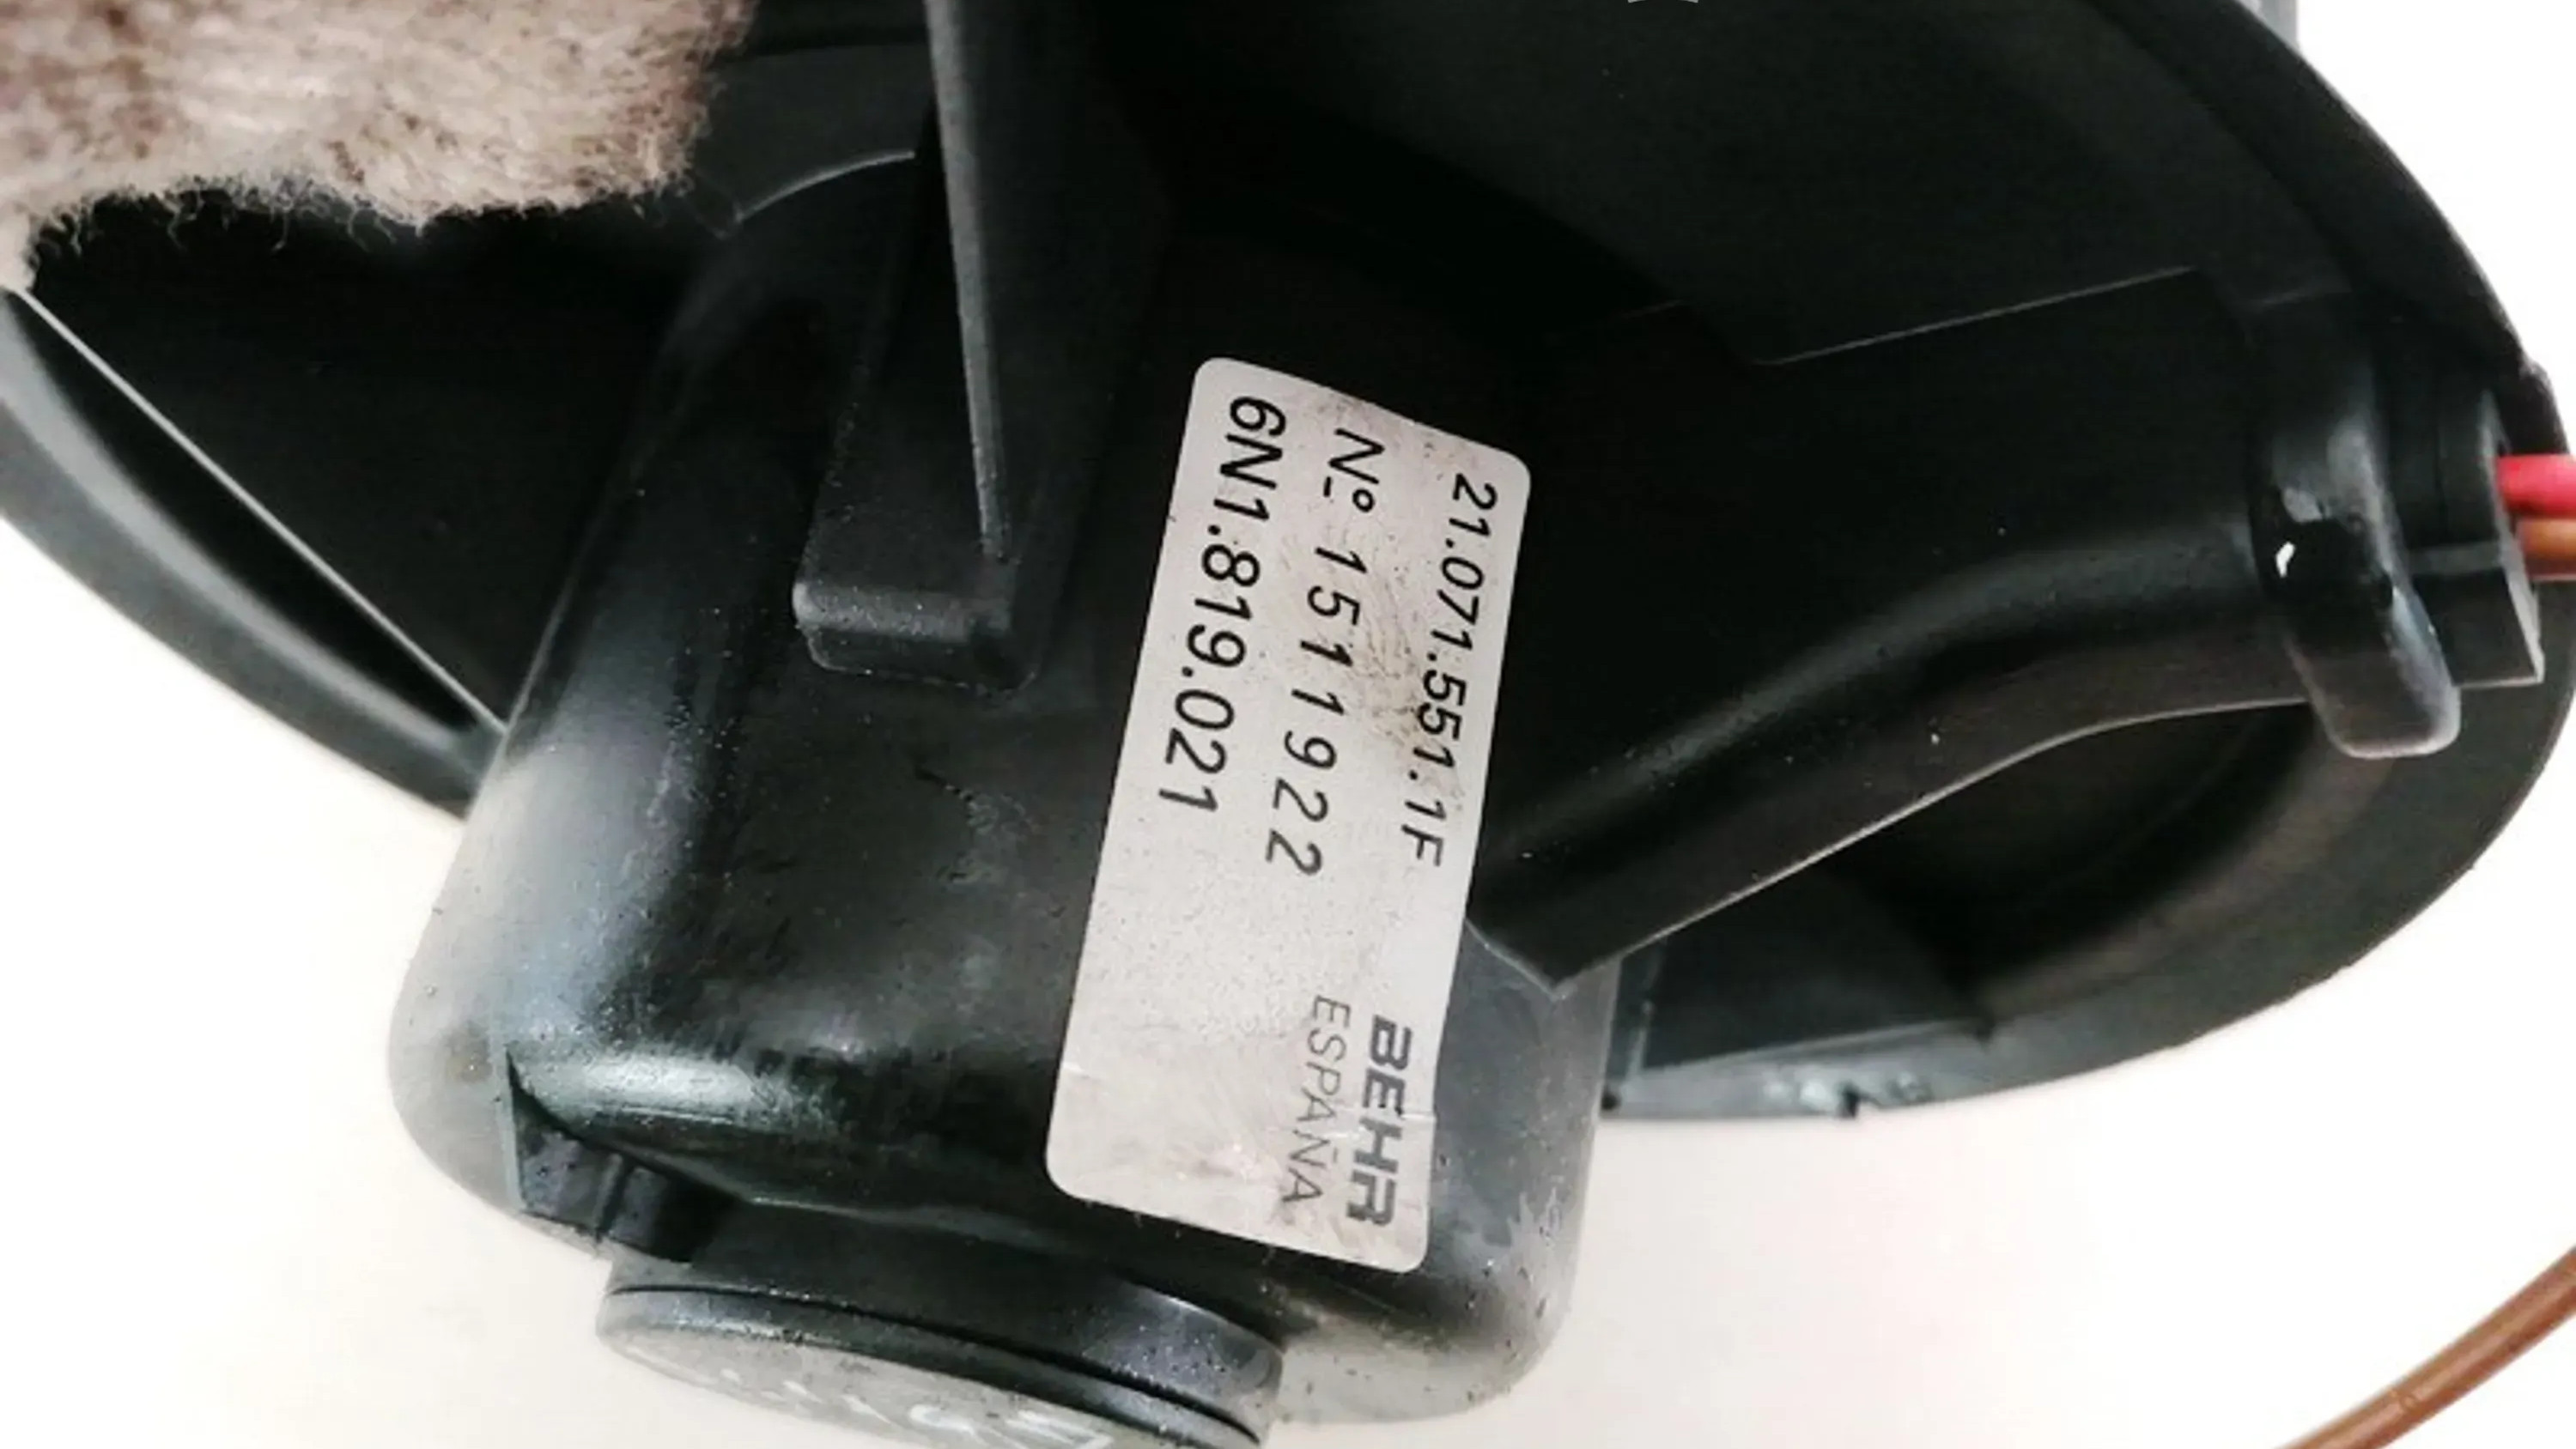 21.071.551.1F
BEHR
Nº 1511922
ESPAÑA
6N1.819.021